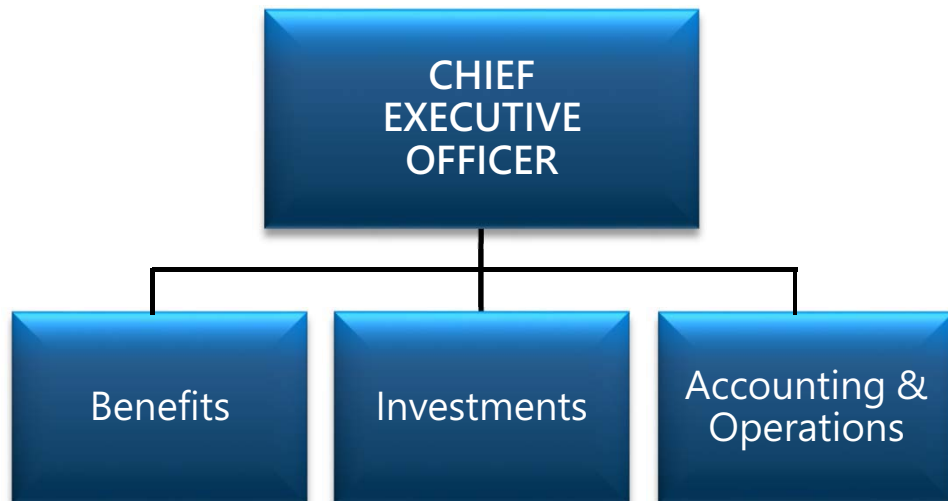 CHIEF
EXECUTIVE
OFFICER
Benefits
Investments
Accounting &
Operations